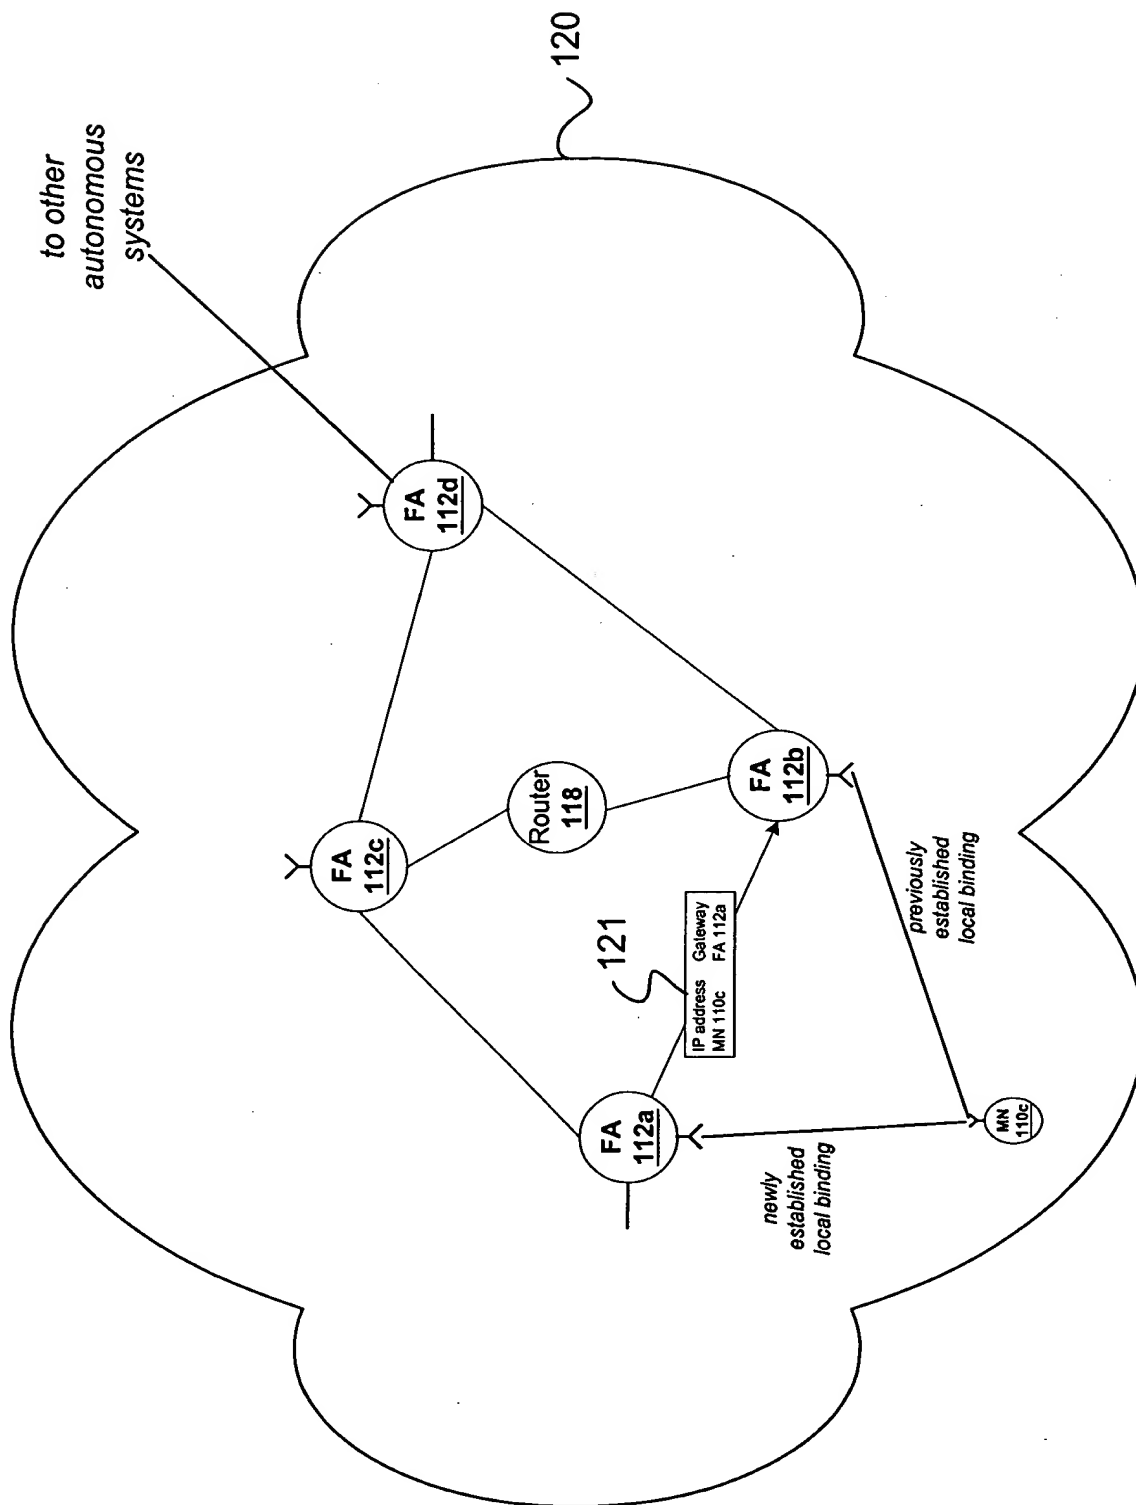 to other
autonomous
systems
120
FA
112d
FA
112c
Router
118
FA
112b
121
IP address Gateway
MN 110c FA 112a
FA
112a
previously
established
local binding
newly
established
local binding
MN
110c